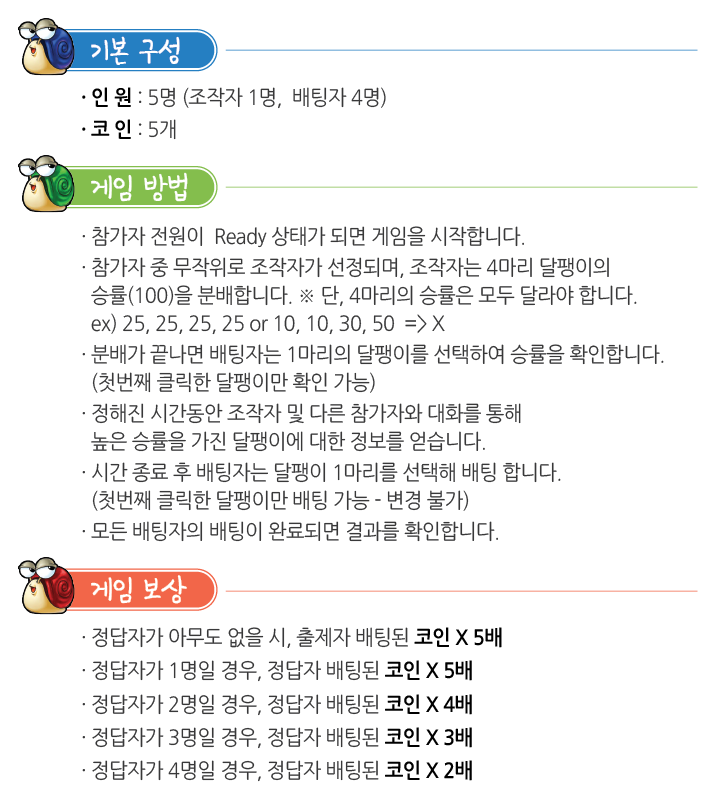 기본 구성
· 인 원 : 5명 (조작자 1명, 배팅자 4명)
· 코 인 : 5개
게임 방법
· 참가자 전원이 Ready 상태가 되면 게임을 시작합니다.
· 참가자 중 무작위로 조작자가 선정되며, 조작자는 4마리 달팽이의
승률(100)을 분배합니다. ※ 단, 4마리의 승률은 모두 달라야 합니다.
ex) 25, 25, 25, 25 or 10, 10, 30, 50 => X
· 분배가 끝나면 배팅자는 1마리의 달팽이를 선택하여 승률을 확인합니다.
(첫번째 클릭한 달팽이만 확인 가능)
· 정해진 시간동안 조작자 및 다른 참가자와 대화를 통해
높은 승률을 가진 달팽이에 대한 정보를 얻습니다.
· 시간 종료 후 배팅자는 달팽이 1마리를 선택해 배팅 합니다.
(첫번째 클릭한 달팽이만 배팅 가능 - 변경 불가)
· 모든 배팅자의 배팅이 완료되면 결과를 확인합니다.
게임 보상
· 정답자가 아무도 없을 시, 출제자 배팅된 코인 X 5배
· 정답자가 1명일 경우, 정답자 배팅된 코인 X 5배
· 정답자가 2명일 경우, 정답자 배팅된 코인 X 4배
· 정답자가 3명일 경우, 정답자 배팅된 코인 X 3배
· 정답자가 4명일 경우, 정답자 배팅된 코인 X 2배